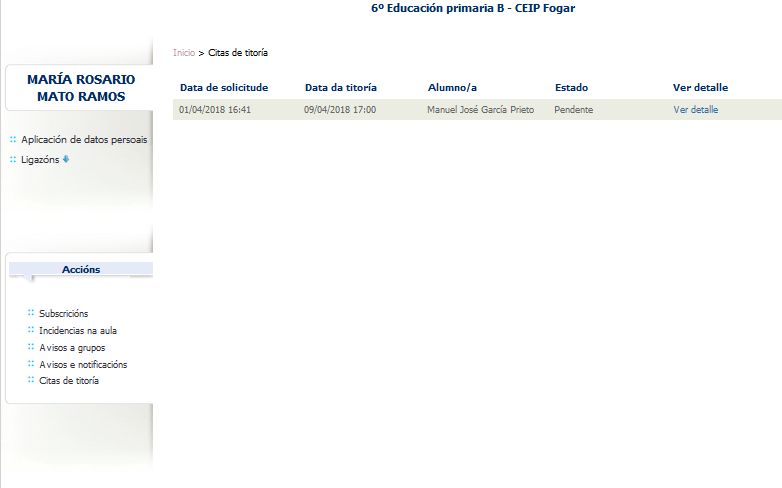 6º Educación primaria B - CEIP Fogar
Inicio > Citas de titoría
MARÍA ROSARIO
MATO RAMOS
Aplicación de datos persoais
Ligazóns
Data de solicitude Data da titoría Alumno/a Estado Ver detalle
01/04/2018 16:41 09/04/2018 17:00 Manuel José García Prieto Pendente Ver detalle
Accións
Subscricións
Incidencias na aula
Avisos a grupos
Avisos e notificacións
Citas de titoría